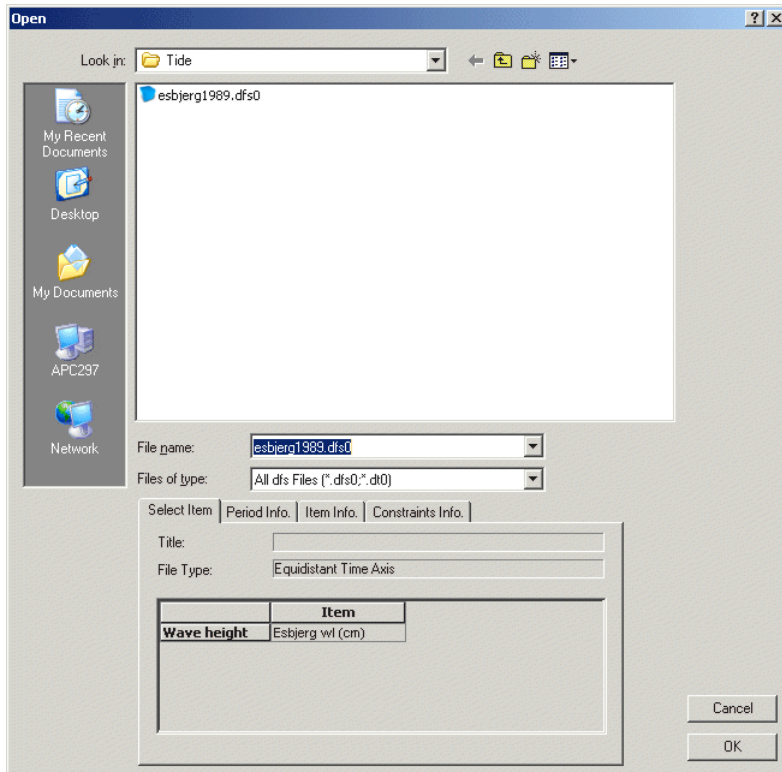 Open
Look in: Tide
esbjerg1989.dfs0
My Recent
Documents
Desktop
My Documents
APC297
Network
File name: esbjerg1989.dfs0
Files of type: All dfs Files (*.dfs0;*.dt0)
Select Item Period Info. Item Info. Constraints Info.
Title:
File Type: Equidistant Time Axis
Item
Wave height Esbjerg wl (cm)
Cancel
OK